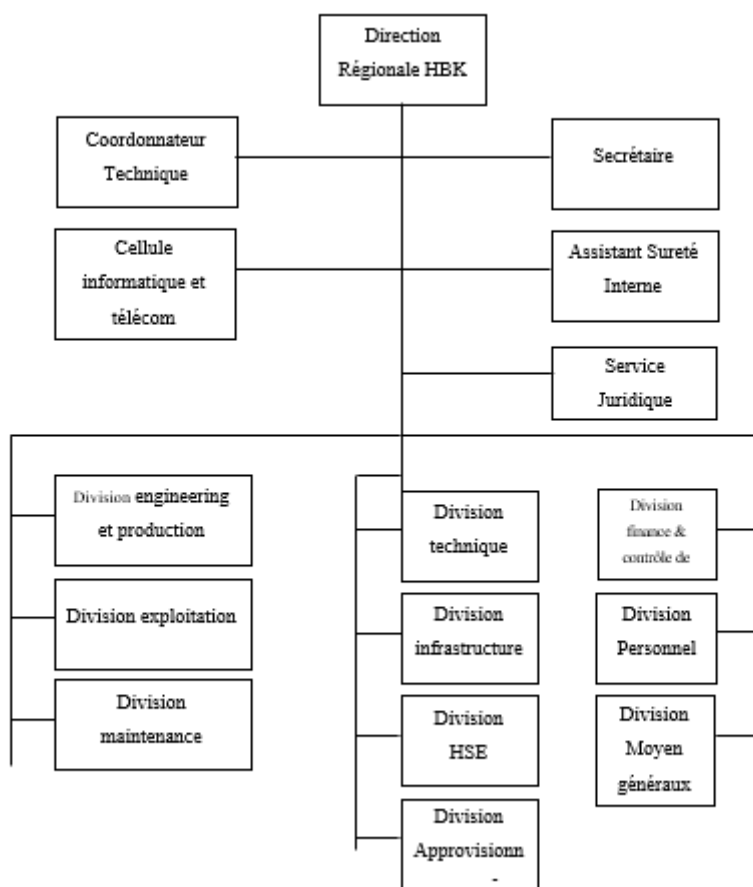 Direction
Régionale HBK
Coordonnateur
Technique
Secrétaire
Cellule
informatique et
télécom
Assistant Sureté
Interne
Service
Juridique
Division engineering
et production
Division exploitation
Division
maintenance
Division
technique
Division
infrastructure
Division
HSE
Division
Approvisionn
-
Division
finance &
contrôle de
Division
Personnel
Division
Moyen
généraux